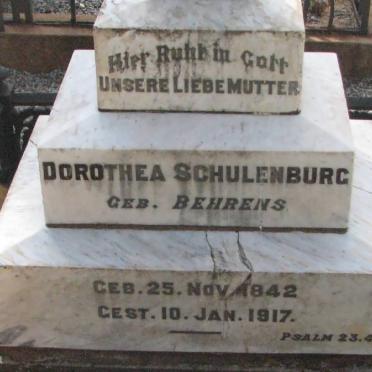 Hier Ruht in Gott
UNSERE LIEBE MUTTER
DOROTHEA SCHULENBURG
GEB. BEHRENS
GEB. 25. NOV. 1842
GEST. 10. JAN. 1917.
PSALM 23.4